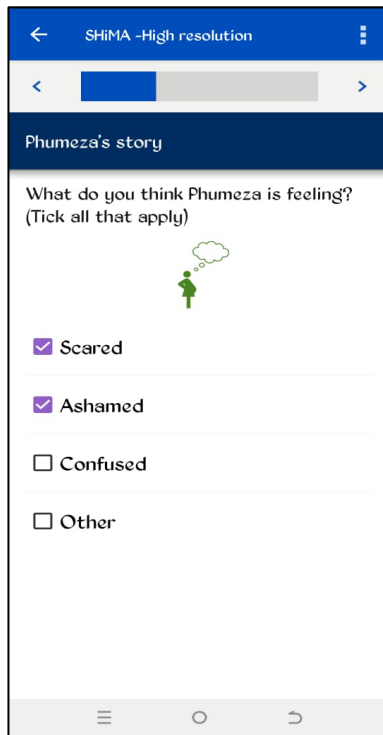 SHiMA -High resolution
Phumeza's story
What do you think Phumeza is feeling?
(Tick all that apply)
Scared
Ashamed
Confused
Other